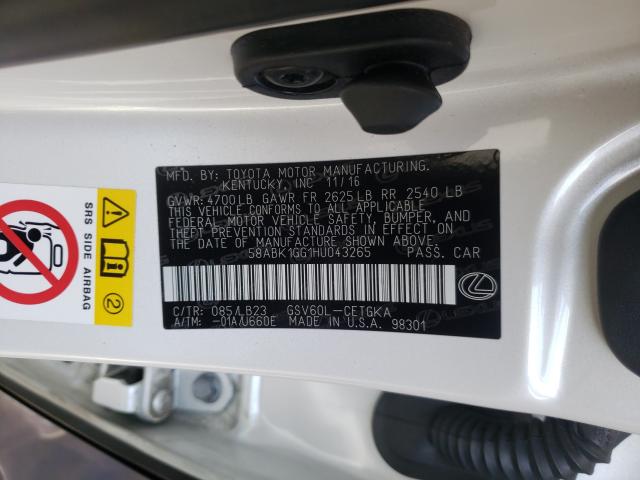 MFD. BY: TOYOTA MOTOR MANUFACTURING.
KENTUCKY, INC 11/16
GVWR: 4700LB GAWR FR 2625LB RR 2540 LB
THIS VEHICLE CONFORMS TO ALL APPLICABLE
FEDERAL MOTOR VEHICLE SAFETY, BUMPER, AND
THEFT PREVENTION STANDARDS IN EFFECT ON
THE DATE OF MANUFACTURE SHOWN ABOVE.
58ABK1GG1HU043265 PASS. CAR
C/TR: 085/LB23 GSV60L-CETGKA
A/TM: -01A/U660E MADE IN U.S.A. 98301
SRS SIDE AIRBAG
2